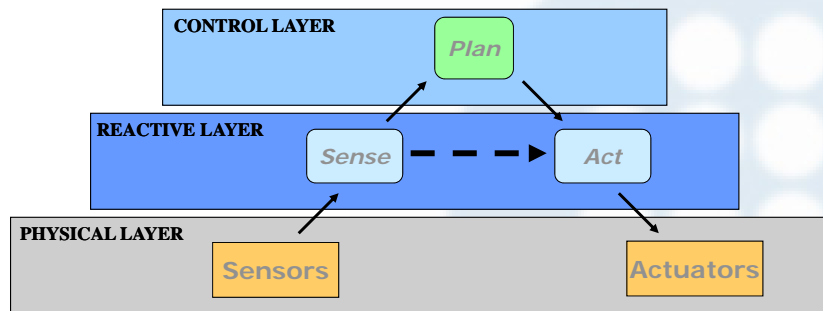 CONTROL LAYER
Plan
REACTIVE LAYER
Sense
Act
PHYSICAL LAYER
Sensors
Actuators